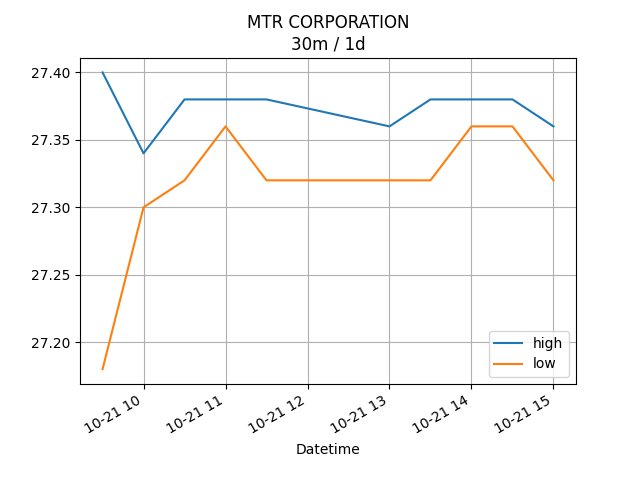 MTR CORPORATION
30m / 1d
27.40
27.35
27.30
27.25
27.20
high
low
10-21 10
10-21 11
10-21 12
10-21 13
10-21 14
10-21 15
Datetime